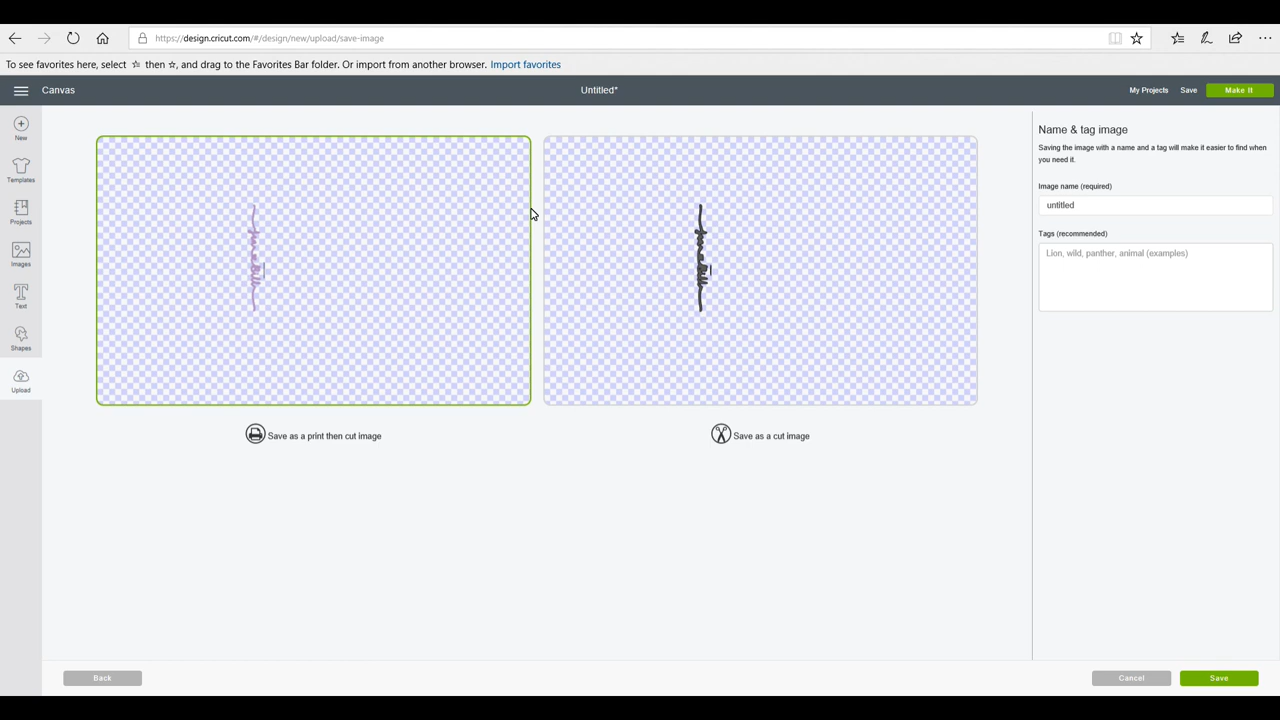 https://design.cricut.com/#/design/new/upload/save-image
To see favorites here, select then, and drag to the Favorites Bar folder. Or import from another browser. Import favorites
Canvas
Untitled*
My Projects
Save
Make It
New
Templates
Projects
Images
Text
Shapes
Upload
Save as a print then cut image
Save as a cut image
Name & tag image
Saving the image with a name and a tag will make it easier to find when
you need it.
Image name (required)
untitled
Tags (recommended)
Lion, wild, panther, animal (examples)
Back
Cancel
Save